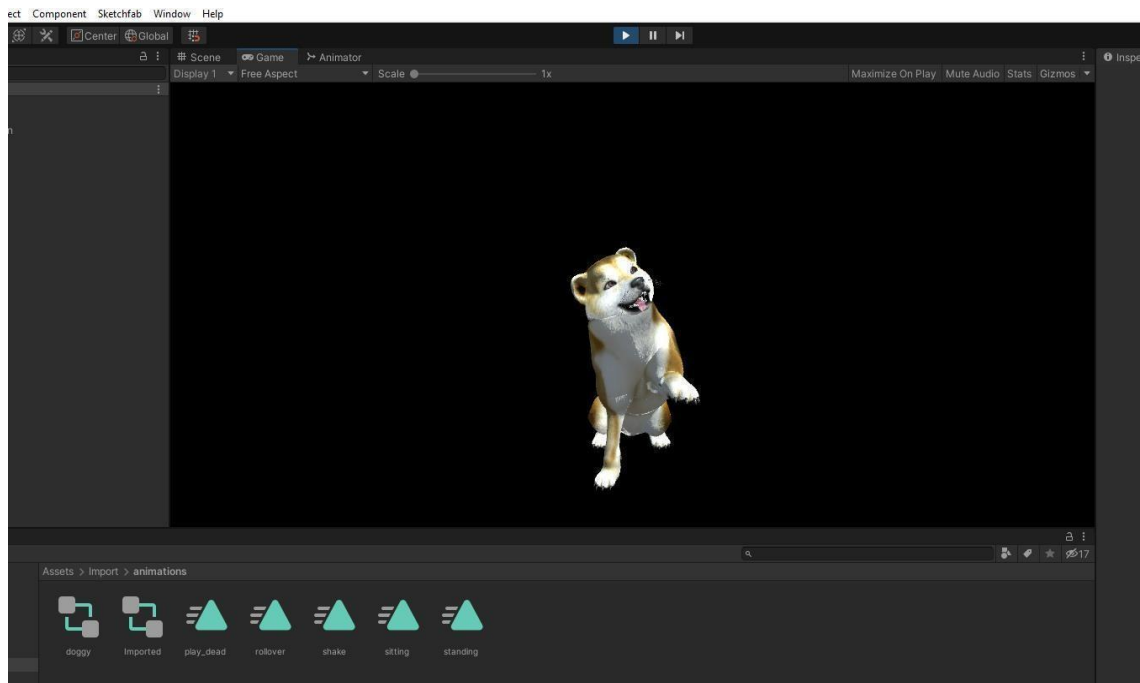 ect Component Sketchfab Window Help
Center Global
Scene Game Animator
Display 1 Free Aspect Scale 1x Maximize On Play Mute Audio Stats Gizmos
Inspe
n
17
Assets > Import > animations
doggy Imported play_dead rollover shake sitting standing